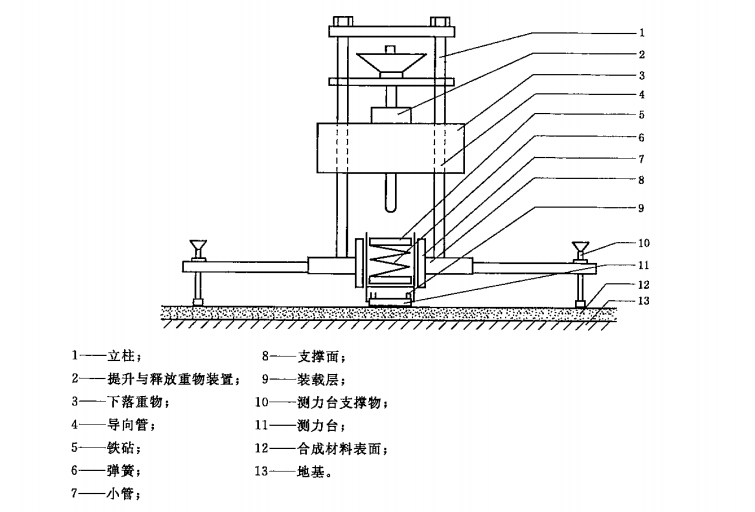 1
2
3
4
5
6
7
8
9
10
11
12
13
1——立柱；
2——提升与释放重物装置；
3——下落重物；
4——导向管；
5——铁砧；
6——弹簧；
7——小管；
8——支撑面；
9——装载层；
10——测力台支撑物；
11——测力台；
12——合成材料表面；
13——地基。